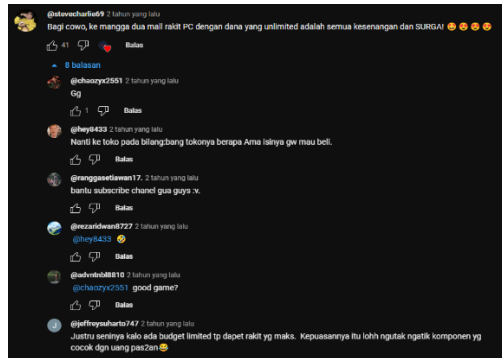 @stevecharlie69 2 tahun yang lalu
Bagi cowo, ke mangga dua mall rakit PC dengan dana yang unlimited adalah semua kesenangan dan SURGA! 🤩 😍 😍 😍
41 Balas
8 balasan
@chaozyx2551 2 tahun yang lalu
Gg
1 Balas
@hey8433 2 tahun yang lalu
Nanti ke toko pada bilang:bang tokonya berapa Ama isinya gw mau beli.
Balas
@ranggasetiawan17. 2 tahun yang lalu
bantu subscribe chanel gua guys :v.
Balas
@rezaridwan8727 2 tahun yang lalu
@hey8433 🤣
Balas
@advntnbl8810 2 tahun yang lalu
@chaozyx2551 good game?
Balas
J
@jeffreysuharto747 2 tahun yang lalu
Justru seninya kalo ada budget limited tp dapet rakit yg maks. Kepuasannya itu lohh ngutak ngatik komponen yg
cocok dgn uang pas2an😂